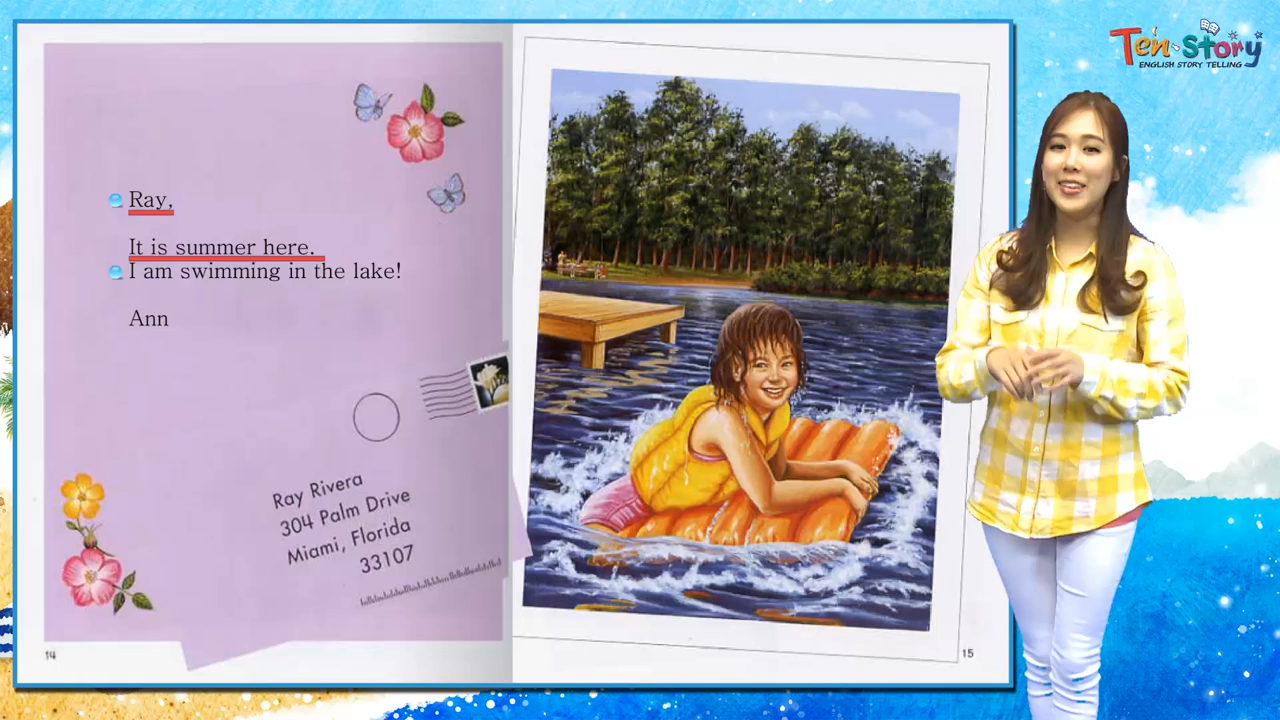 Ten Story
ENGLISH STORY TELLING
Ray,
It is summer here.
I am swimming in the lake!
Ann
Ray Rivera
304 Palm Drive
Miami, Florida
33107
14
15